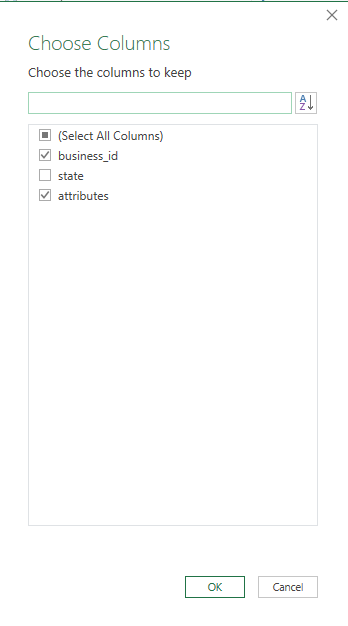 Choose Columns
Choose the columns to keep
A
Z
(Select All Columns)
business_id
state
attributes
OK
Cancel